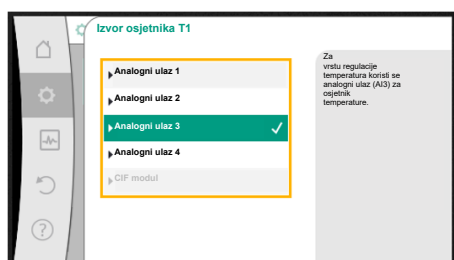 Izvor osjetnika T1
Analogni ulaz 1
Analogni ulaz 2
Analogni ulaz 3
Analogni ulaz 4
CIF modul
Za
vrstu regulacije
temperatura koristi se
analogni ulaz (AI3) za
osjetnik
temperature.